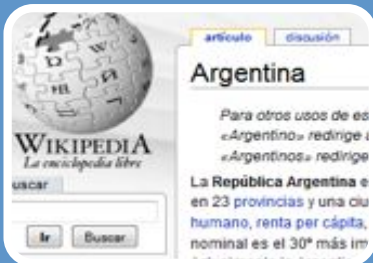 artículo discusión
Argentina
Para otros usos de es
«Argentino» redirige a
«Argentinos» redirige
WIKIPEDIA
La enciclopedia libre
uscar
Ir Buscar
La República Argentina e
en 23 provincias y una ciu
humano, renta per cápita,
nominal es el 30º más im